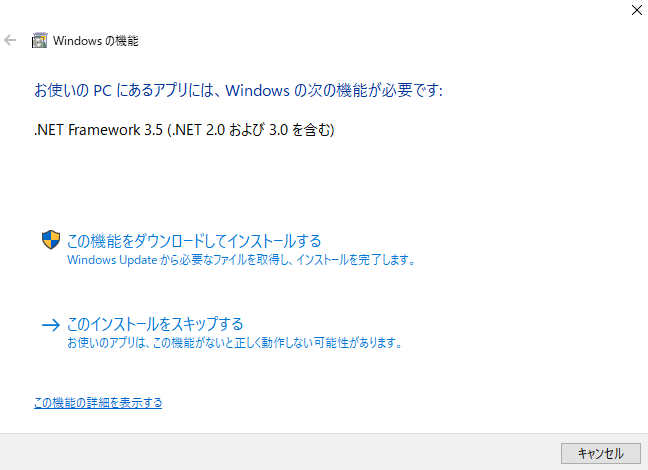 Windows の機能
お使いの PC にあるアプリには、Windows の次の機能が必要です:
.NET Framework 3.5 (.NET 2.0 および 3.0 を含む)
この機能をダウンロードしてインストールする
Windows Update から必要なファイルを取得し、インストールを完了します。
このインストールをスキップする
お使いのアプリは、この機能がないと正しく動作しない可能性があります。
この機能の詳細を表示する
キャンセル